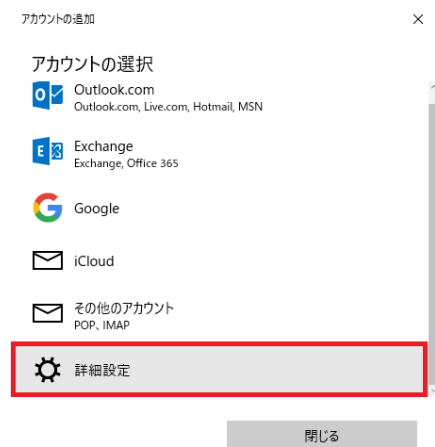 アカウントの追加
アカウントの選択
Outlook.com
Outlook.com, Live.com, Hotmail, MSN
Exchange
Exchange, Office 365
Google
iCloud
その他のアカウント
POP、IMAP
詳細設定
閉じる